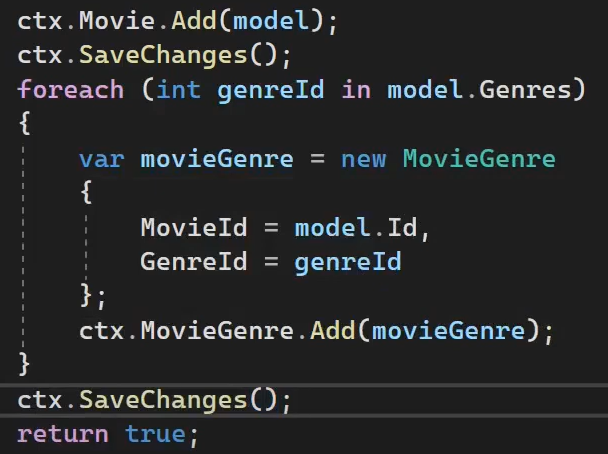 ctx.Movie.Add(model);
ctx.SaveChanges();
foreach (int genreId in model.Genres)
{
var movieGenre = new MovieGenre
{
MovieId = model.Id,
GenreId = genreId
};
ctx.MovieGenre.Add(movieGenre);
}
ctx.SaveChanges();
return true;